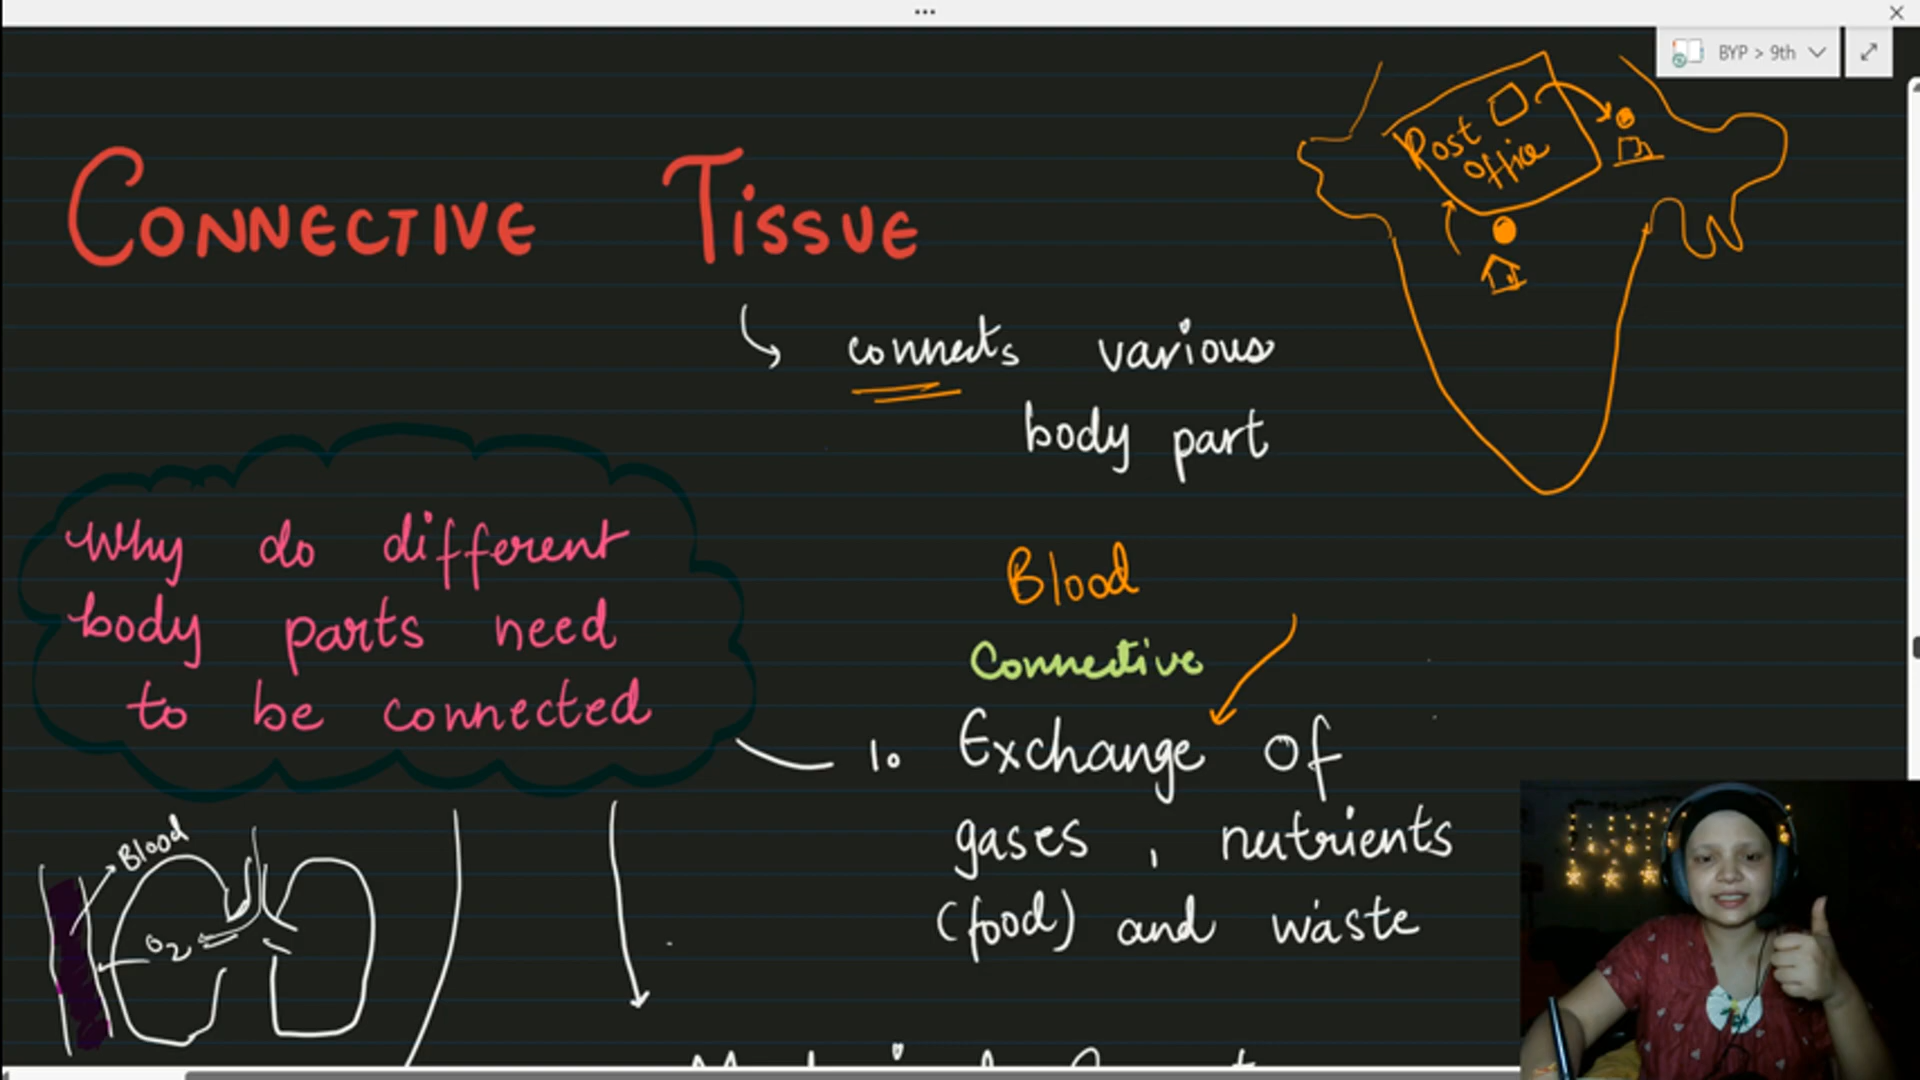 BYP > 9th
Post
Office
CONNECTIVE TISSUE
connects various
body part
Why do different
body parts need
to be connected
Blood
Connective
1. Exchange of
gases, nutrients
(food) and waste
Blood
O2